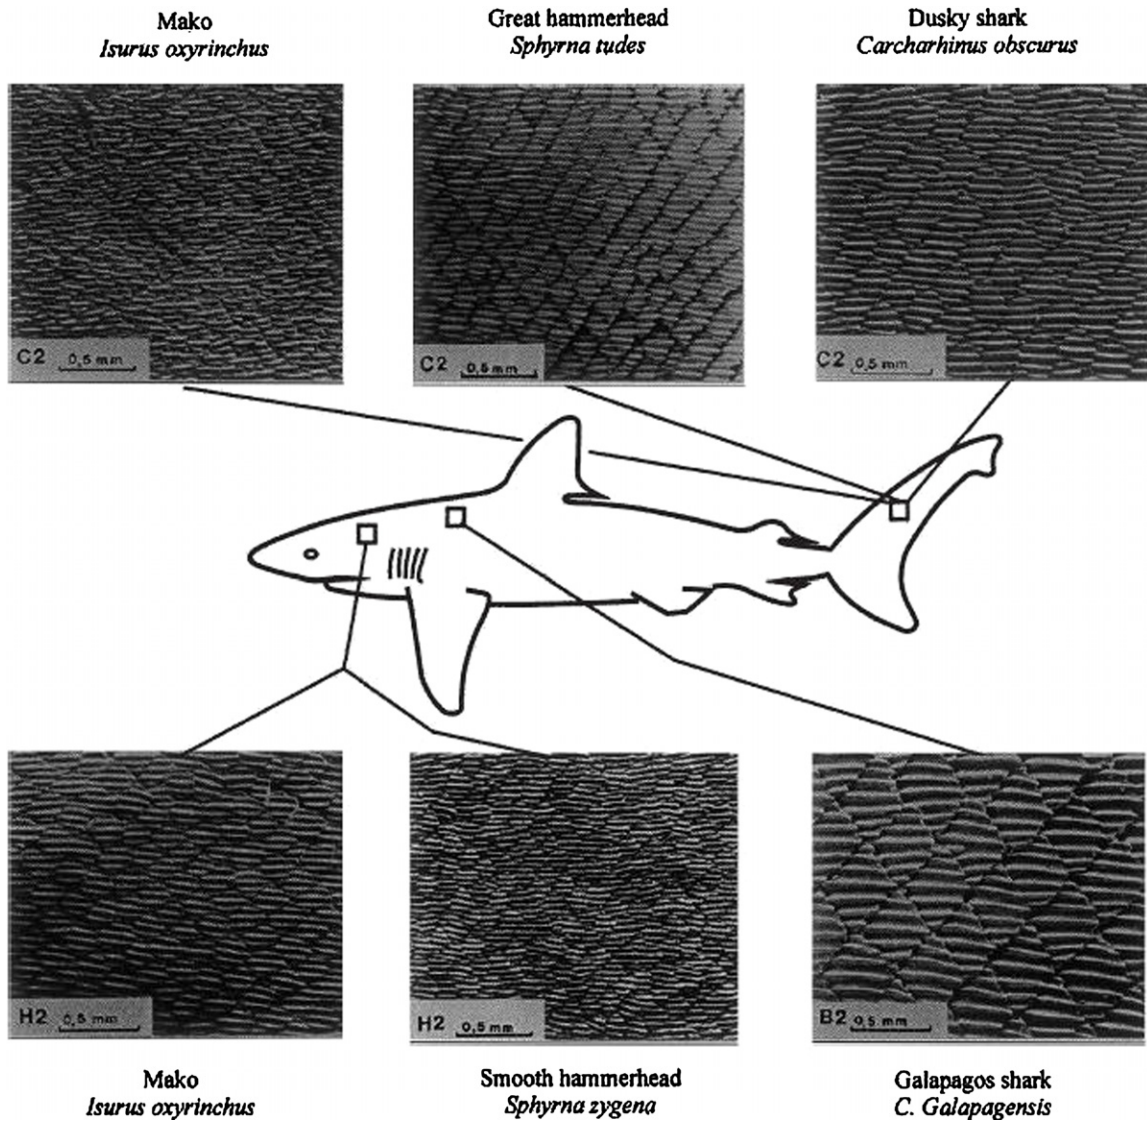 Mako
Isurus oxyrinchus
Great hammerhead
Sphyrna tudes
Dusky shark
Carcharhinus obscurus
C2 0,5 mm
C2 0,5 mm
C2 0,5 mm
H2 0,5 mm
H2 0,5 mm
B2 0,5 mm
Mako
Isurus oxyrinchus
Smooth hammerhead
Sphyrna zygena
Galapagos shark
C. Galapagensis